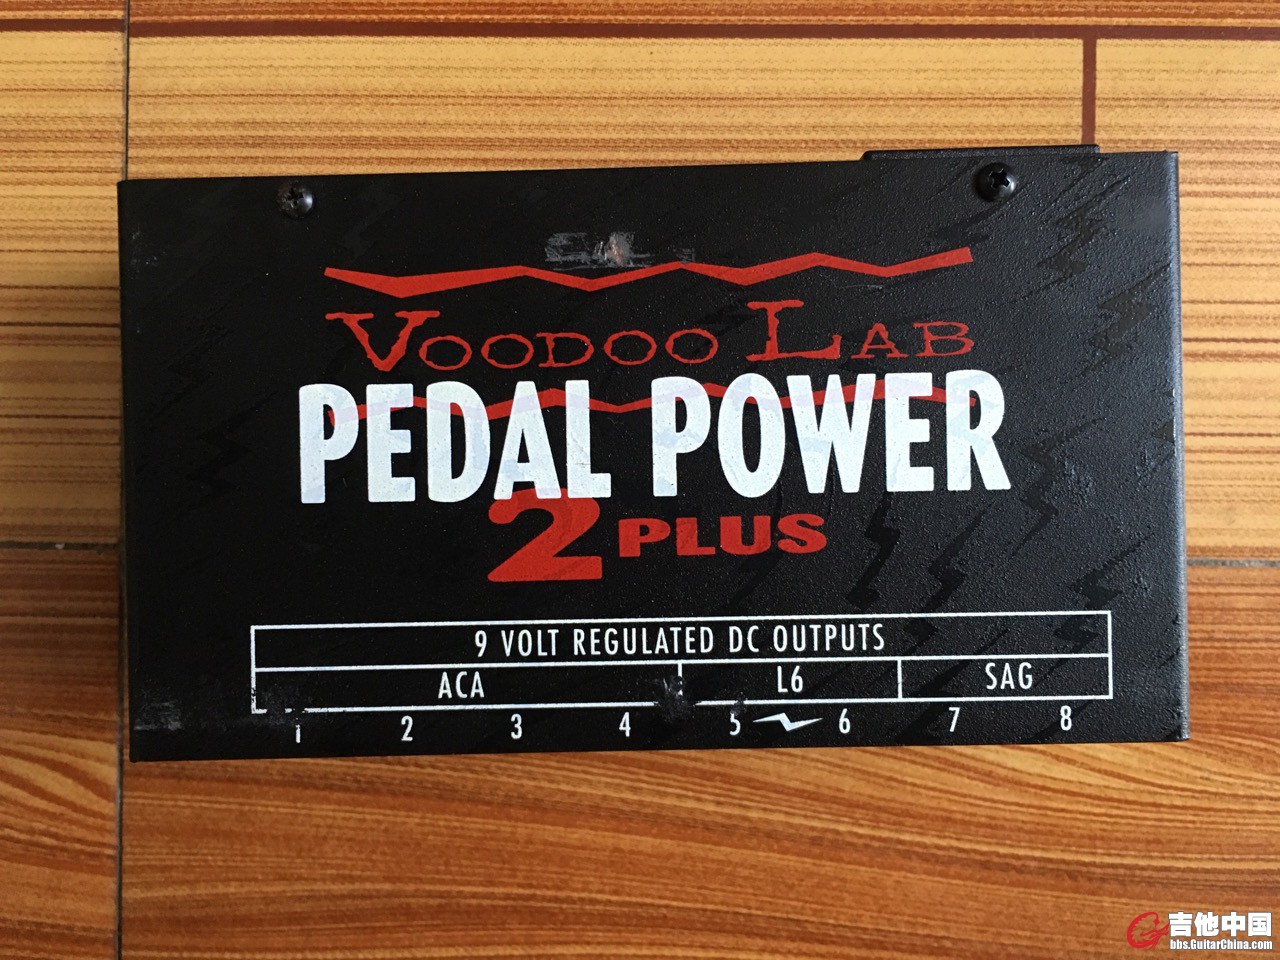 VOODOO LAB
PEDAL POWER
2 PLUS
9 VOLT REGULATED DC OUTPUTS
ACA L6 SAG
1 2 3 4 5 6 7 8
吉他中国
bbs.GuitarChina.com